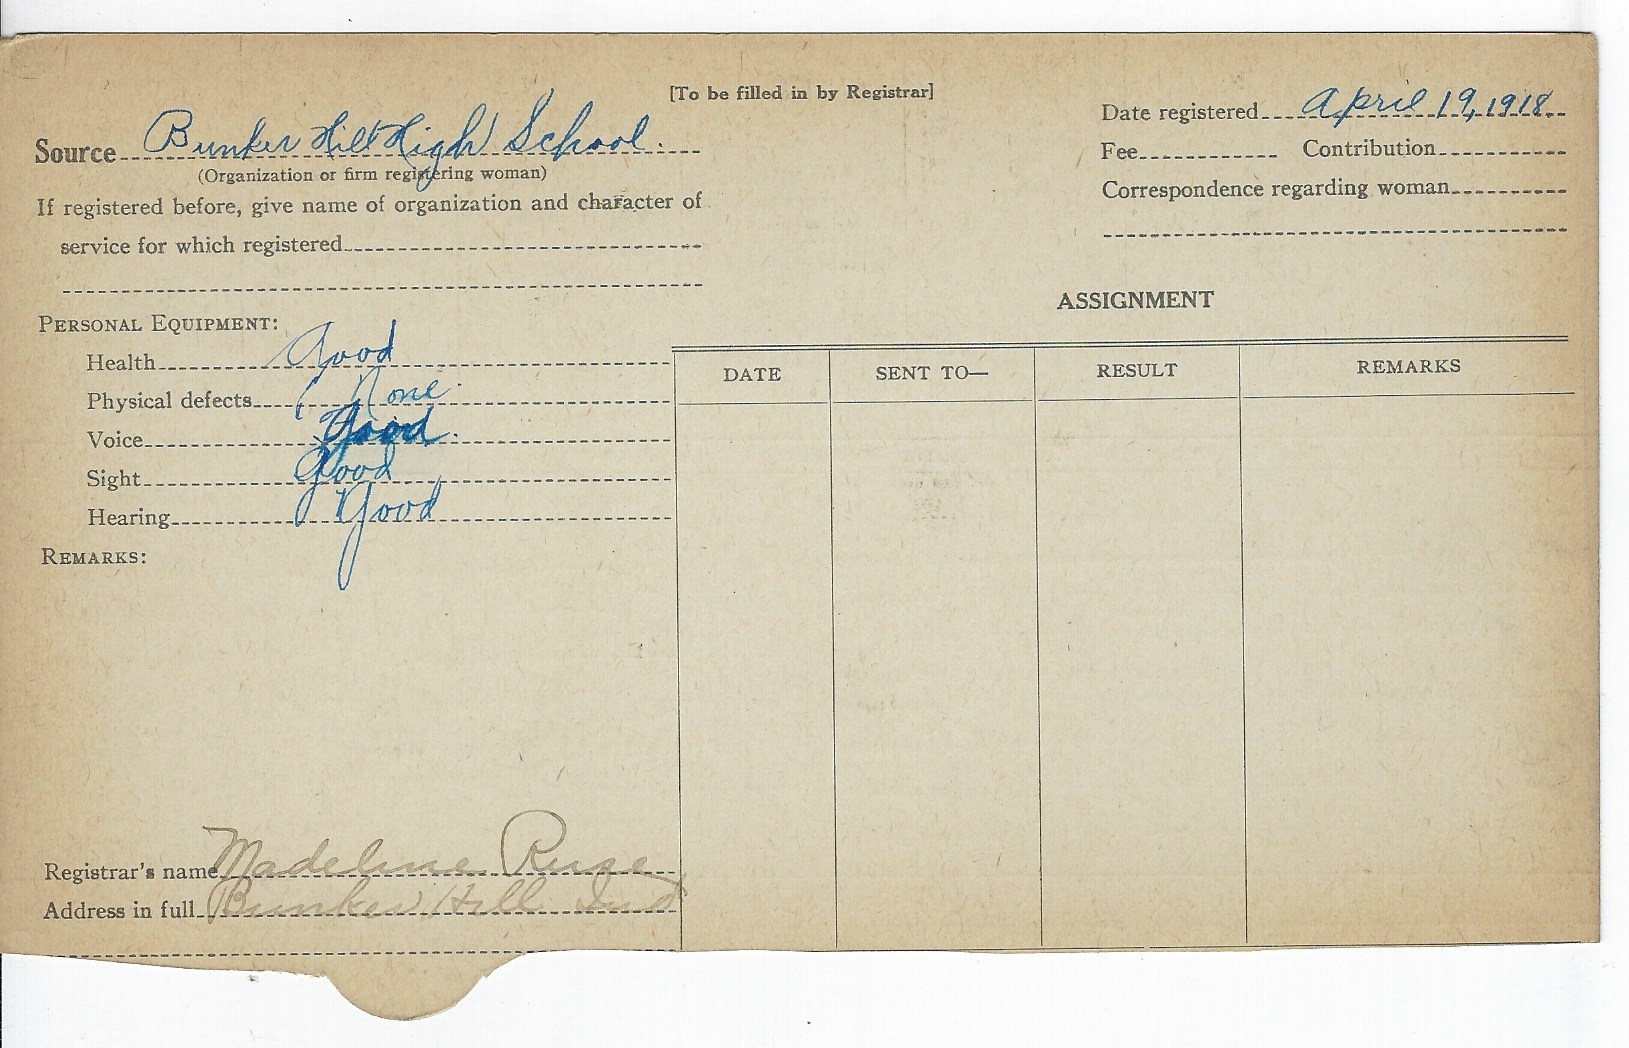 [To be filled in by Registrar]
Source Bunker Hill High School.
(Organization or firm registering woman)
If registered before, give name of organization and character of
service for which registered
Date registered April 19, 1918.
Fee Contribution
Correspondence regarding woman
PERSONAL EQUIPMENT:
Health Good
Physical defects None.
Voice Good.
Sight Good
Hearing Good
REMARKS:
Registrar's name Madeline Ruse
Address in full Bunker Hill Ind
ASSIGNMENT
DATE SENT TO— RESULT REMARKS